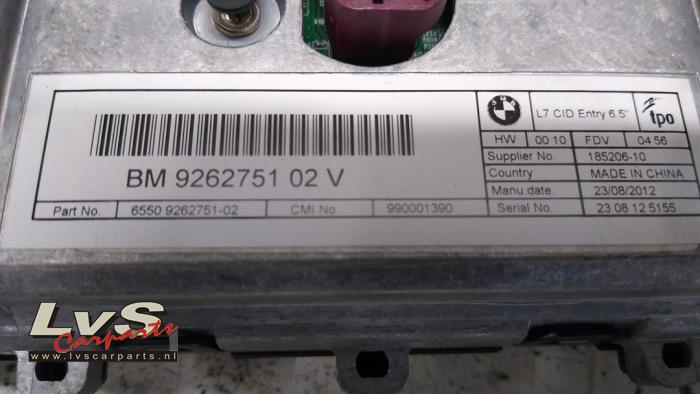 BM 9262751 02 V
Part No. 6550 9262751-02 CMI No 990001390
BMW
L7 CID Entry 6.5"
tpo
HW 00 10 FDV 04 56
Supplier No. 185206-10
Country MADE IN CHINA
Manu.date. 23/08/2012
Serial No. 23 08 12 5155
LvS
Carparts
www.lvscarparts.nl